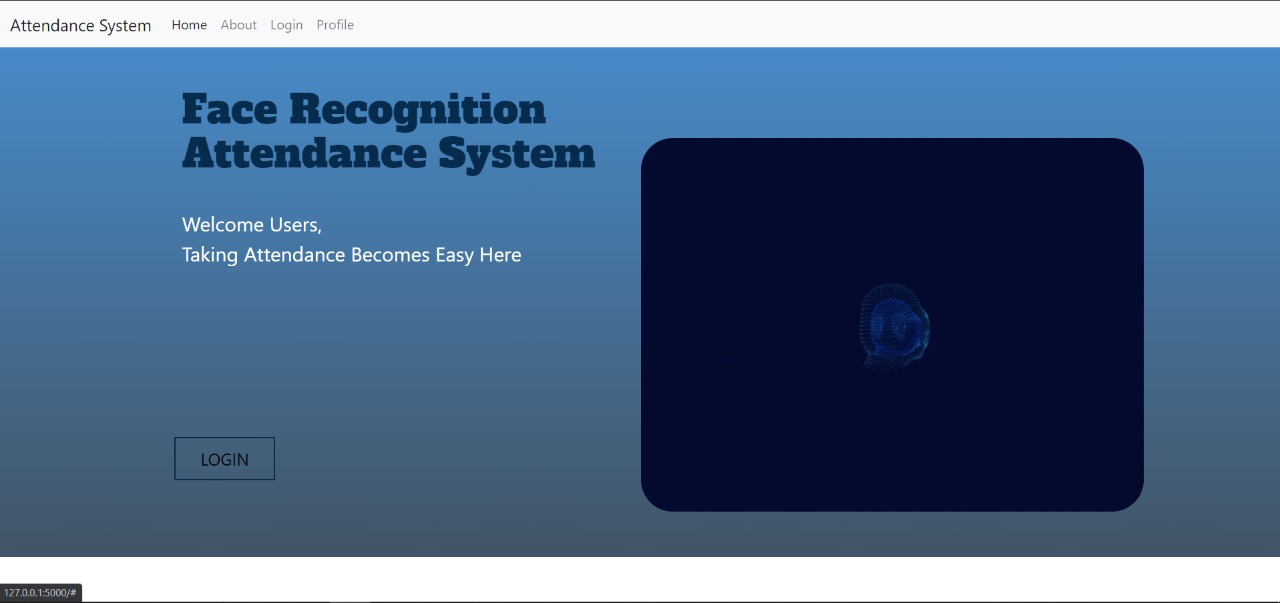 Attendance System Home About Login Profile
Face Recognition
Attendance System
Welcome Users,
Taking Attendance Becomes Easy Here
LOGIN
127.0.0.1:5000/#